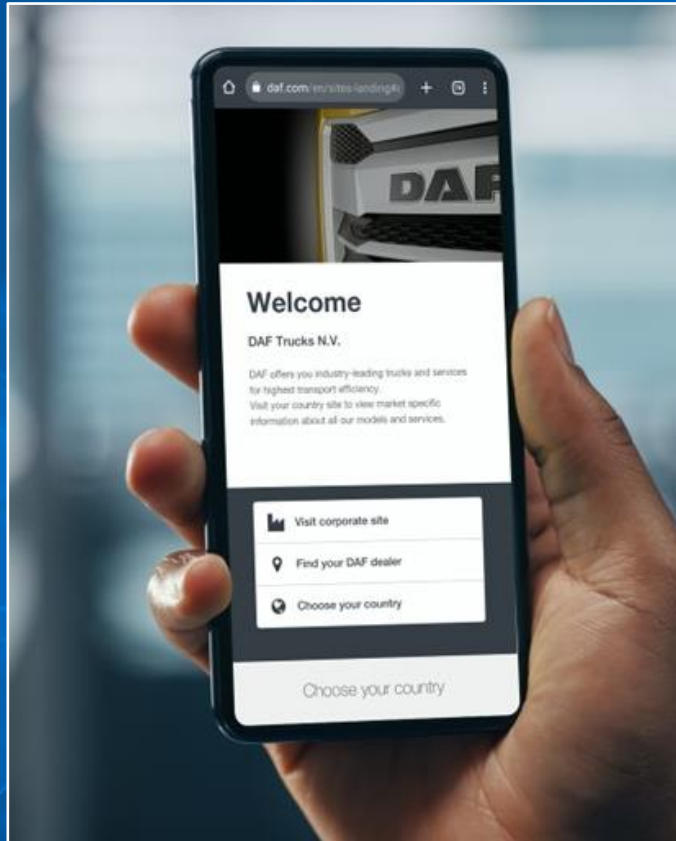 daf.com/en/sites-landing#
DAF
Welcome
DAF Trucks N.V.
DAF offers you industry-leading trucks and services
for highest transport efficiency.
Visit your country site to view market specific
information about all our models and services.
Visit corporate site
Find your DAF dealer
Choose your country
Choose your country